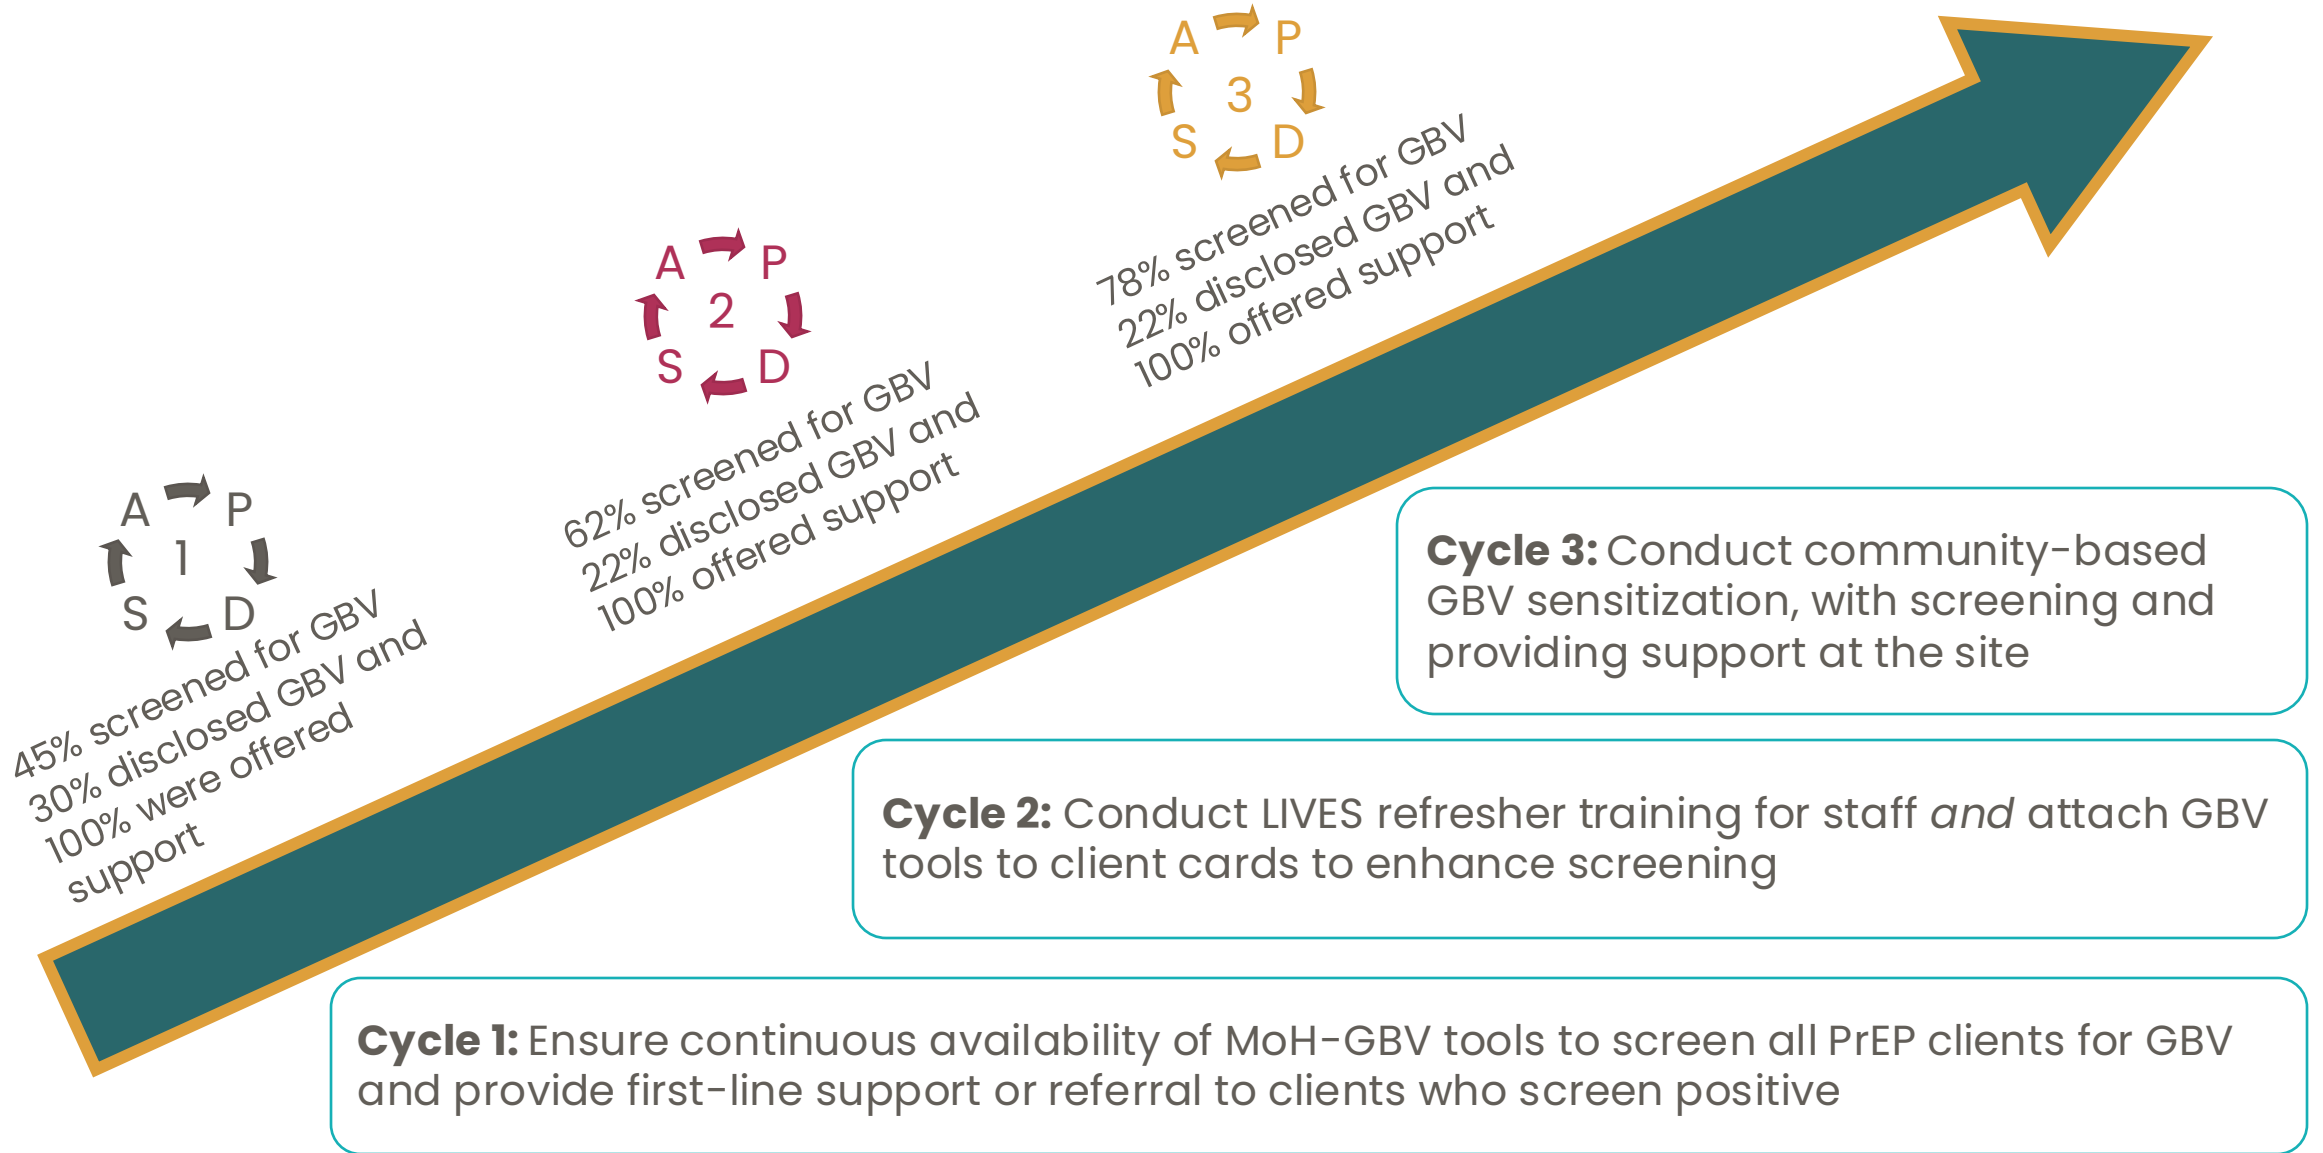 A P
3
S D
78% screened for GBV
22% disclosed GBV and
100% offered support
A P
2
S D
62% screened for GBV
22% disclosed GBV and
100% offered support
A P
1
S D
45% screened for GBV
30% disclosed GBV and
100% were offered
support
Cycle 3: Conduct community-based
GBV sensitization, with screening and
providing support at the site
Cycle 2: Conduct LIVES refresher training for staff and attach GBV
tools to client cards to enhance screening
Cycle 1: Ensure continuous availability of MoH-GBV tools to screen all PrEP clients for GBV
and provide first-line support or referral to clients who screen positive